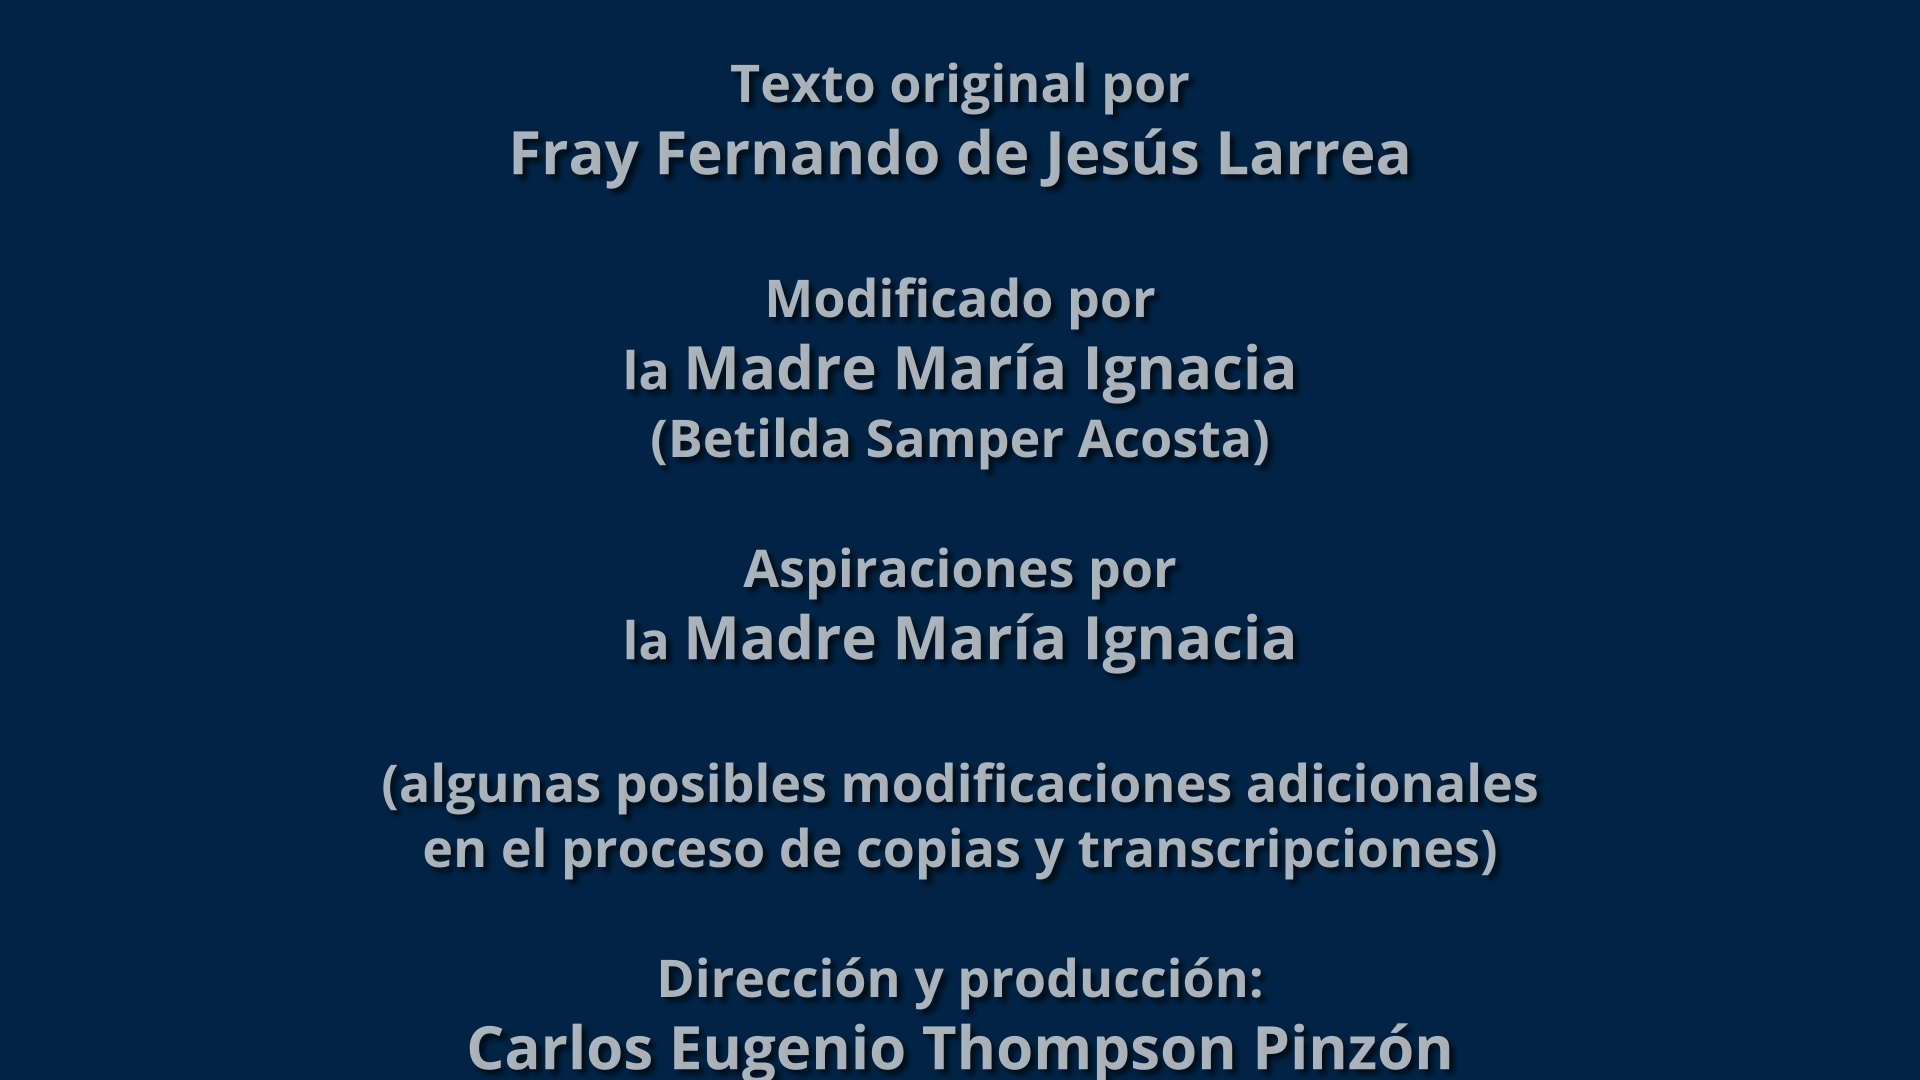 Texto original por
Fray Fernando de Jesús Larrea
Modificado por
la Madre María Ignacia
(Betilda Samper Acosta)
Aspiraciones por
la Madre María Ignacia
(algunas posibles modificaciones adicionales
en el proceso de copias y transcripciones)
Dirección y producción:
Carlos Eugenio Thompson Pinzón